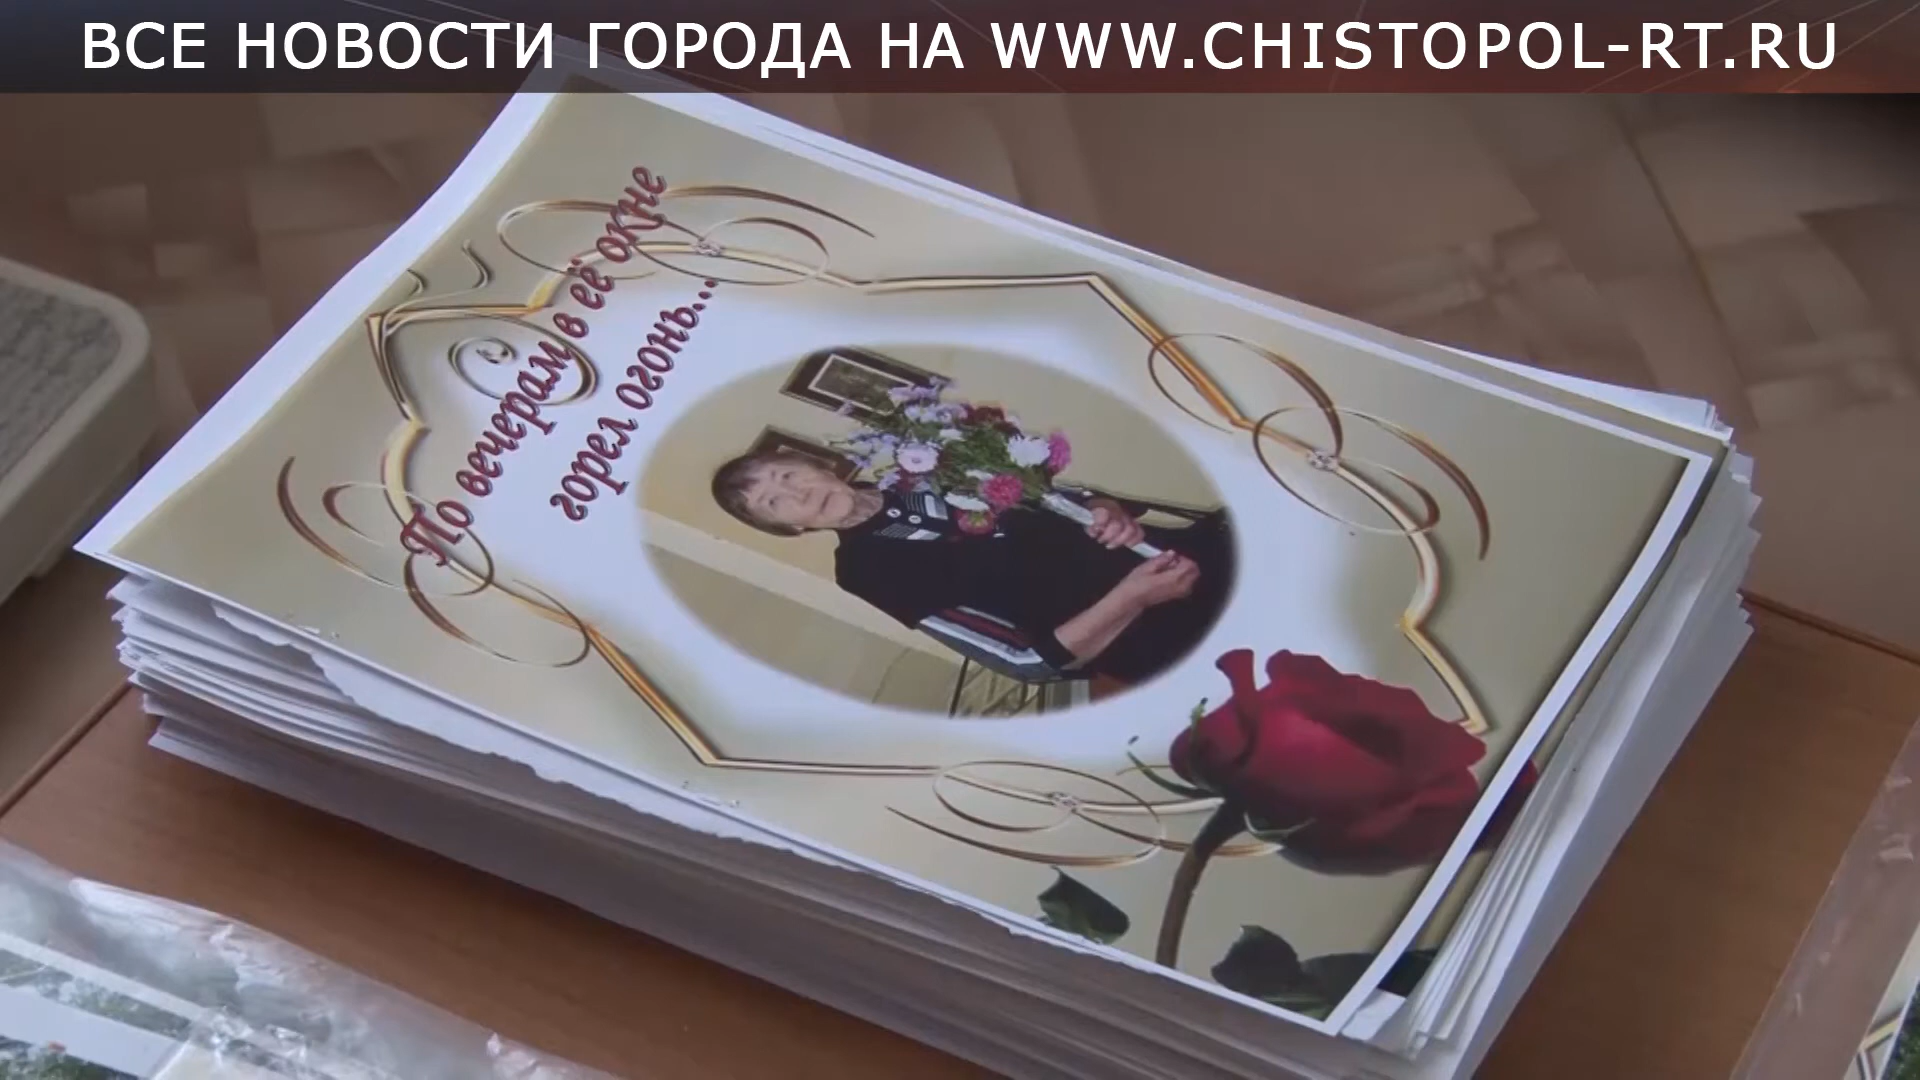 ВСЕ НОВОСТИ ГОРОДА НА WWW.CHISTOPOL-RT.RU
По вечерам в её окне
горел огонь...